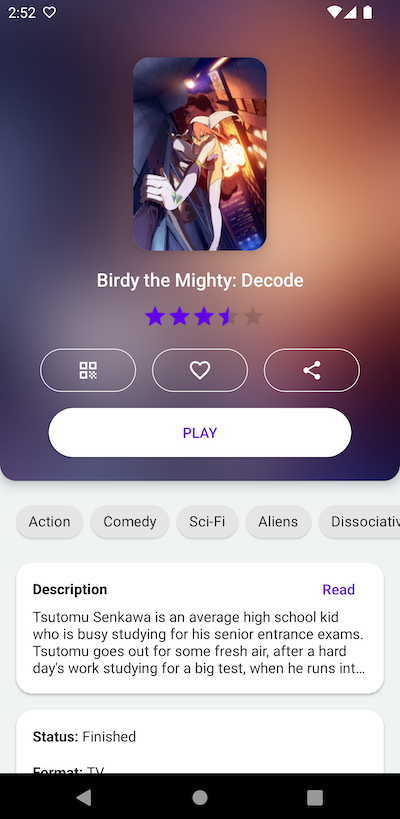 2:52
Birdy the Mighty: Decode
PLAY
Action Comedy Sci-Fi Aliens Dissociativ
Description Read
Tsutomu Senkawa is an average high school kid
who is busy studying for his senior entrance exams.
Tsutomu goes out for some fresh air, after a hard
day's work studying for a big test, when he runs int...
Status: Finished
Format: TV